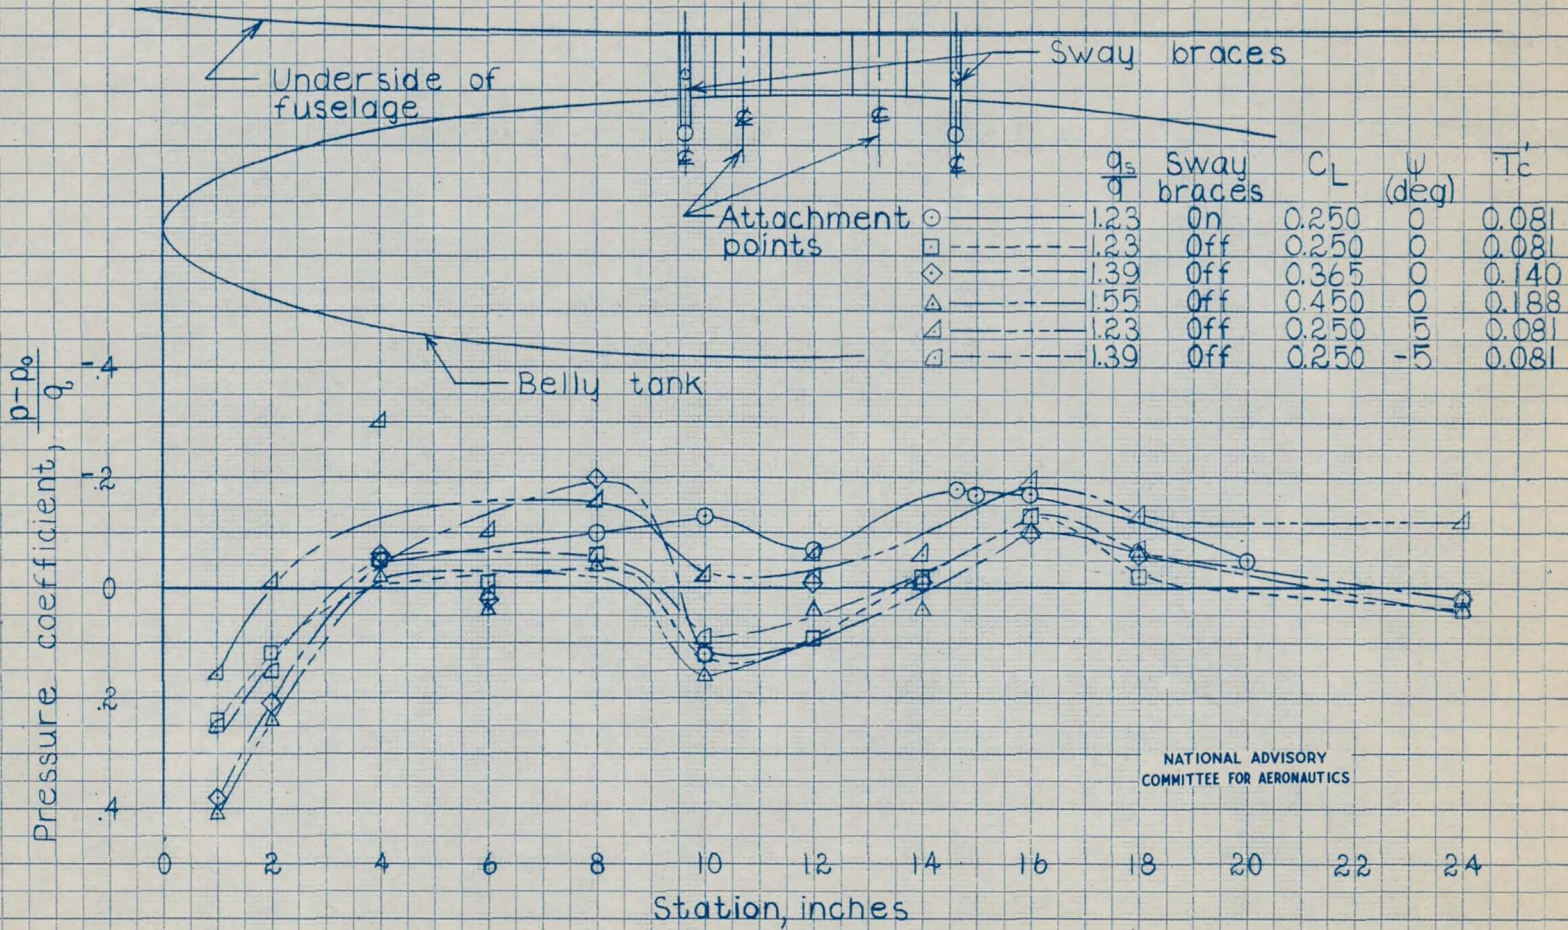 Underside of
fuselage
Sway braces
℄ ℄
℄ ℄
Attachment
points
Belly tank
qs/q Sway braces CL ψ (deg) Tc'
1.23 On 0.250 0 0.081
1.23 Off 0.250 0 0.081
1.39 Off 0.365 0 0.140
1.55 Off 0.450 0 0.188
1.23 Off 0.250 5 0.081
1.39 Off 0.250 -5 0.081
Pressure coefficient, p-p₀/q
-.4
-.2
0
.2
.4
0 2 4 6 8 10 12 14 16 18 20 22 24
Station, inches
NATIONAL ADVISORY
COMMITTEE FOR AERONAUTICS